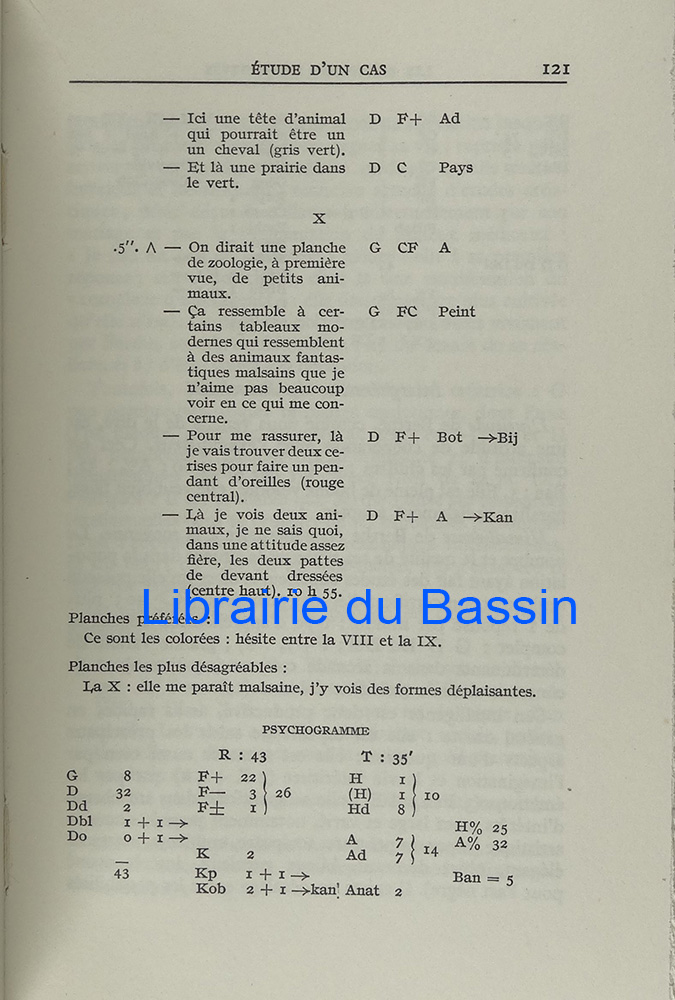 ÉTUDE D'UN CAS 121
— Ici une tête d'animal D F+ Ad
qui pourrait être un
un cheval (gris vert).
— Et là une prairie dans D C Pays
le vert.
X
.5". Λ — On dirait une planche G CF A
de zoologie, à première
vue, de petits ani-
maux.
— Ça ressemble à cer- G FC Peint
tains tableaux mo-
dernes qui ressemblent
à des animaux fantas-
tiques malsains que je
n'aime pas beaucoup
voir en ce qui me con-
cerne.
— Pour me rassurer, là D F+ Bot →Bij
je vais trouver deux ce-
rises pour faire un pen-
dant d'oreilles (rouge
central).
— Là je vois deux ani- D F+ A →Kan
maux, je ne sais quoi,
dans une attitude assez
fière, les deux pattes
de devant dressées
(centre haut). 10 h 55.
Librairie du Bassin
Planches préférées :
Ce sont les colorées : hésite entre la VIII et la IX.
Planches les plus désagréables :
La X : elle me paraît malsaine, j'y vois des formes déplaisantes.
PSYCHOGRAMME
R : 43 T : 35'
G 8 F+ 22 } H 1 }
D 32 F— 3 } 26 (H) 1 } 10
Dd 2 F± 1 } Hd 8 }
Dbl 1 + 1 → H% 25
Do 0 + 1 → A 7 } 14 A% 32
— K 2 Ad 7 }
43 Kp 1 + 1 → Ban = 5
Kob 2 + 1 →kan! Anat 2